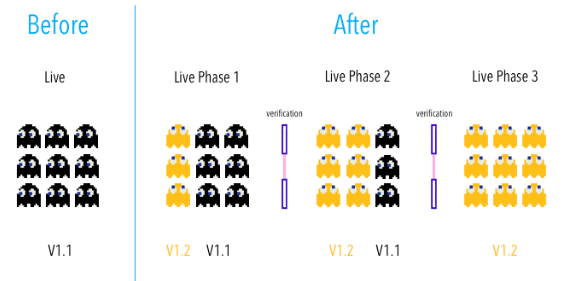 Before
After
Live
Live Phase 1
Live Phase 2
Live Phase 3
verification
verification
V1.1
V1.2 V1.1
V1.2 V1.1
V1.2